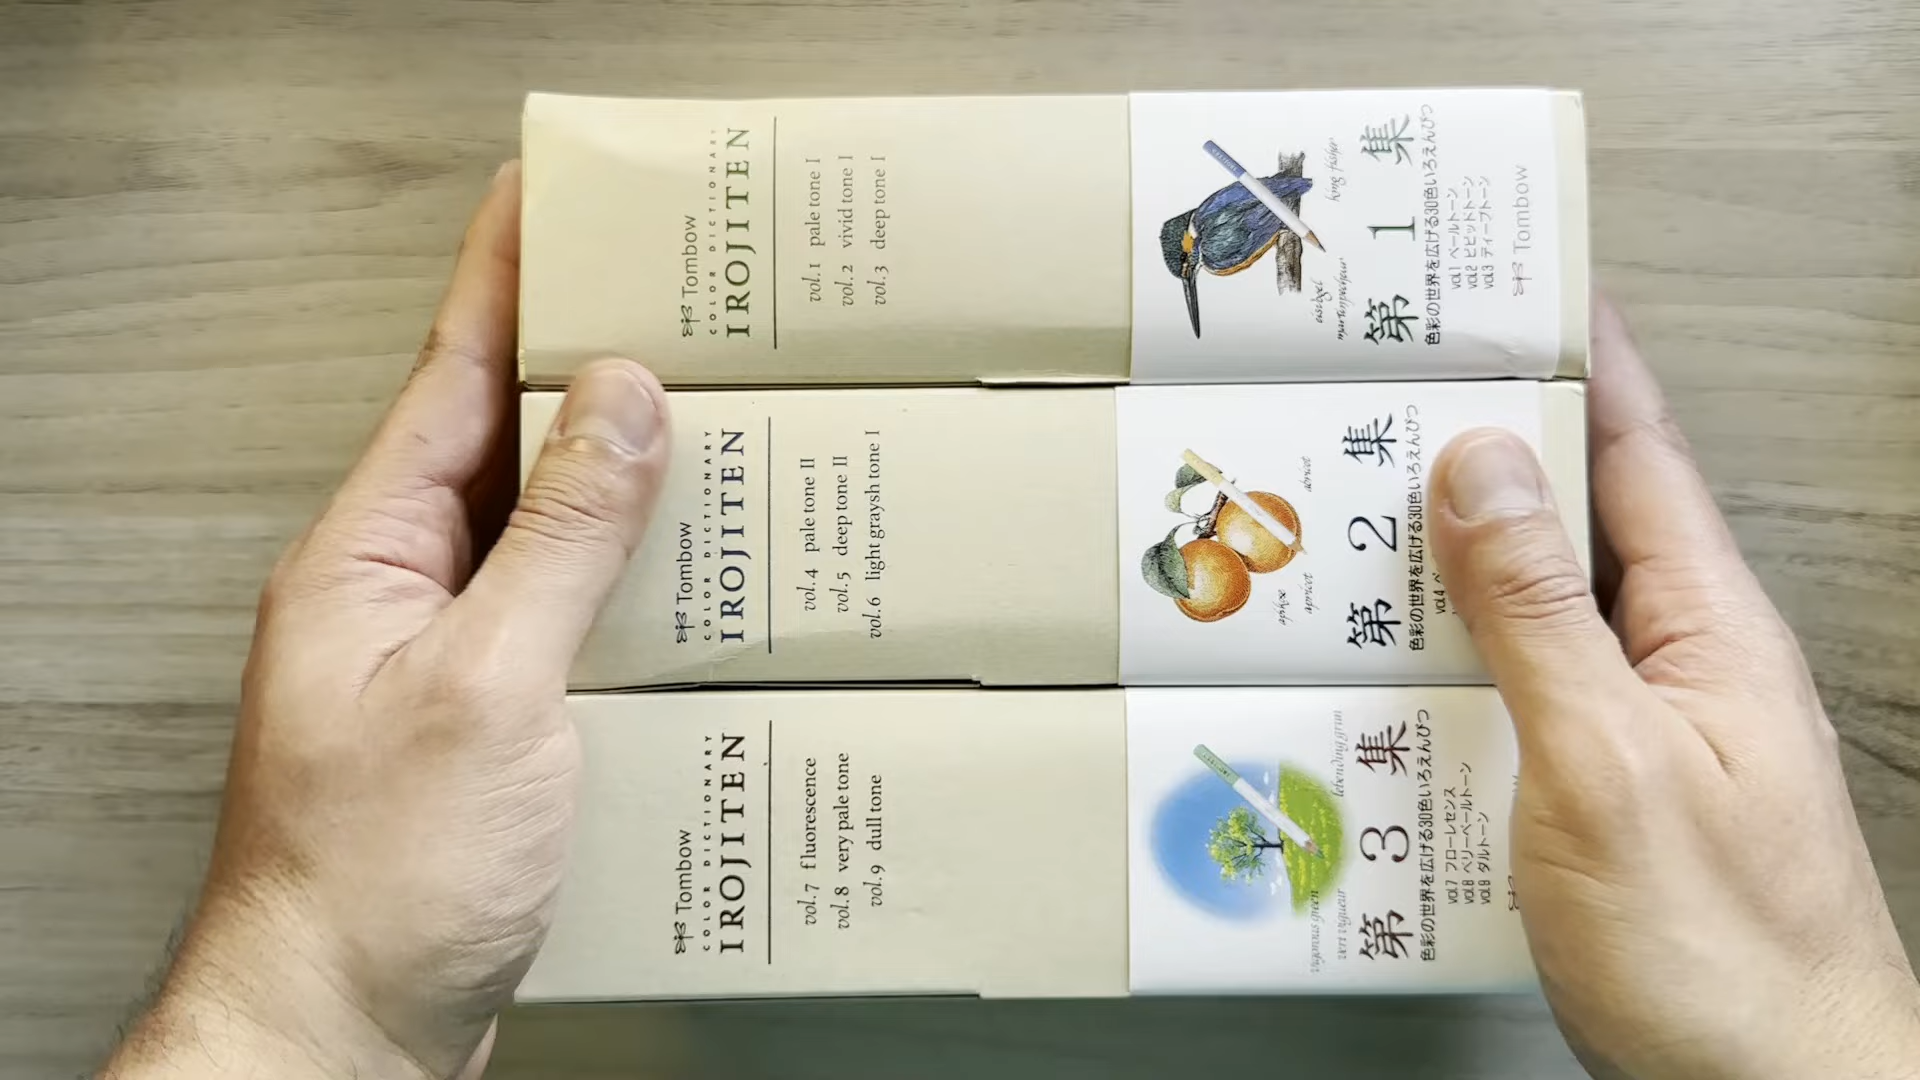 Tombow
COLOR DICTIONARY
IROJITEN
vol.1 pale tone I
vol.2 vivid tone I
vol.3 deep tone I
king fisher
eisvogel
martinpêcheur
第1集
色彩の世界を広げる30色いろえんぴつ
vol.1 ペールトーン
vol.2 ビビッドトーン
vol.3 ディープトーン
Tombow
Tombow
COLOR DICTIONARY
IROJITEN
vol.4 pale tone II
vol.5 deep tone II
vol.6 light grayish tone I
abricot
aprikose
apricot
第2集
色彩の世界を広げる30色いろえんぴつ
vol.4
Tombow
COLOR DICTIONARY
IROJITEN
vol.7 fluorescence
vol.8 very pale tone
vol.9 dull tone
vigorous green
第3集
色彩の世界を広げる30色いろえんぴつ
vol.7 フローレセンス
vol.8 ベリーペールトーン
vol.9 ダルトーン